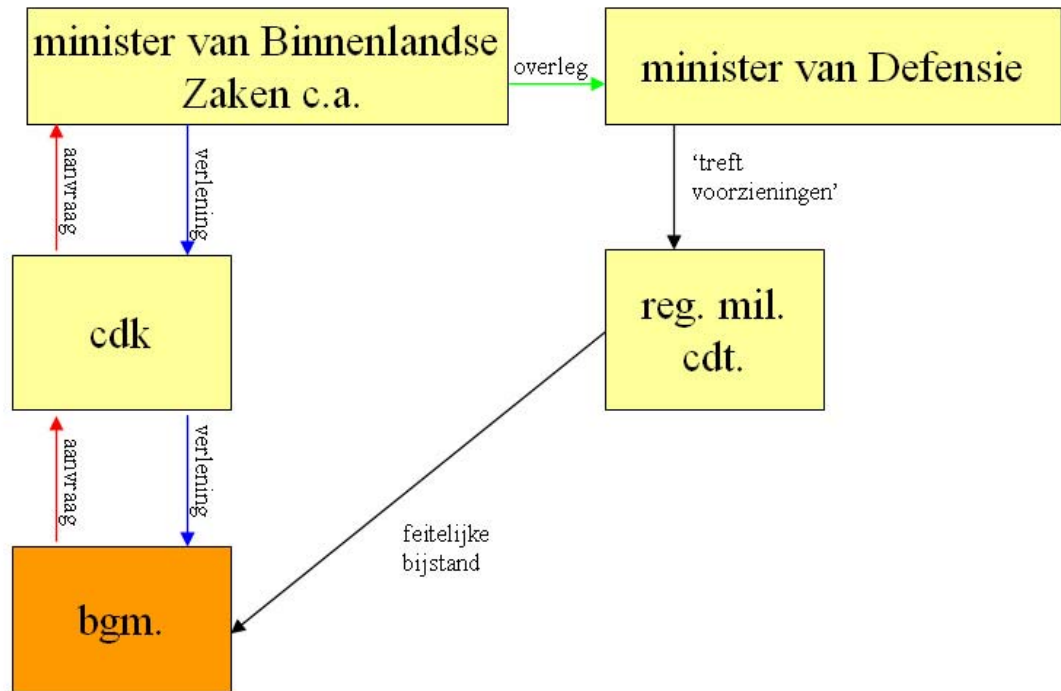 minister van Binnenlandse
Zaken c.a.
overleg
minister van Defensie
aanvraag
verlening
'treft
voorzieningen'
cdk
reg. mil.
cdt.
aanvraag
verlening
feitelijke
bijstand
bgm.